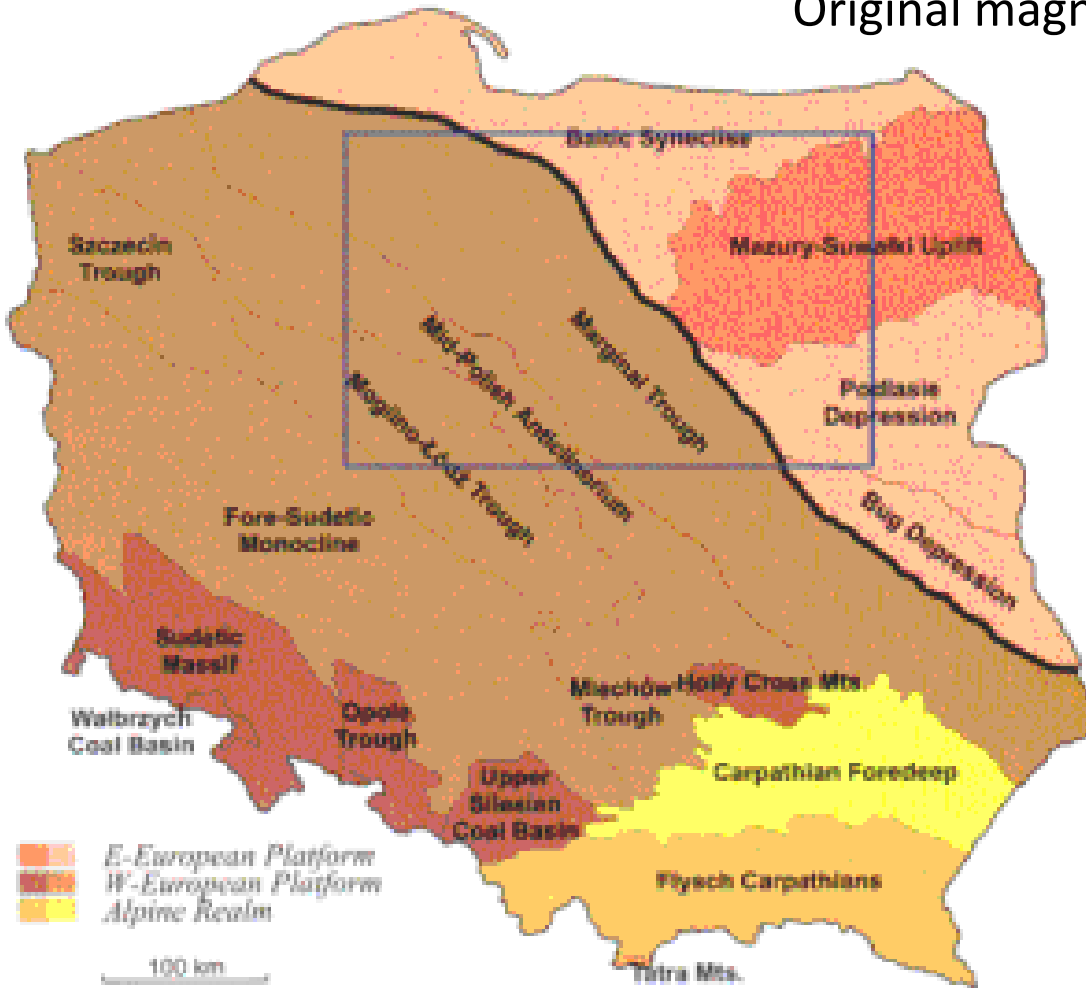 Original magn
Baltic Syneclise
Szczecin
Trough
Mazury-Suwałki Uplift
Mid-Polish Anticlinorium
Marginal Trough
Mogilno-Łódź Trough
Podlasie
Depression
Fore-Sudetic
Monocline
Bug Depression
Sudetic
Massif
Miechów
Trough
Holly Cross Mts.
Wałbrzych
Coal Basin
Opole
Trough
Upper
Silesian
Coal Basin
Carpathian Foredeep
E-European Platform
W-European Platform
Alpine Realm
Flysch Carpathians
100 km
Tatra Mts.